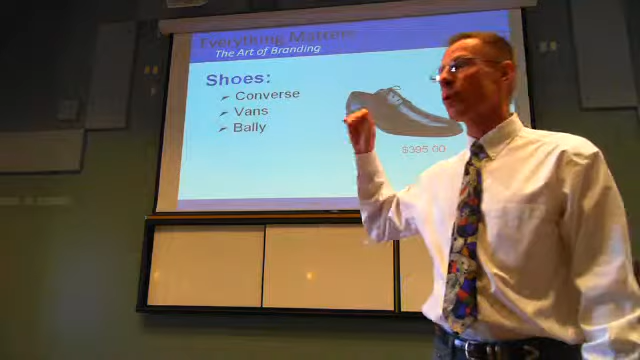 Everything Matters
The Art of Branding
Shoes:
Converse
Vans
Bally
$395.00